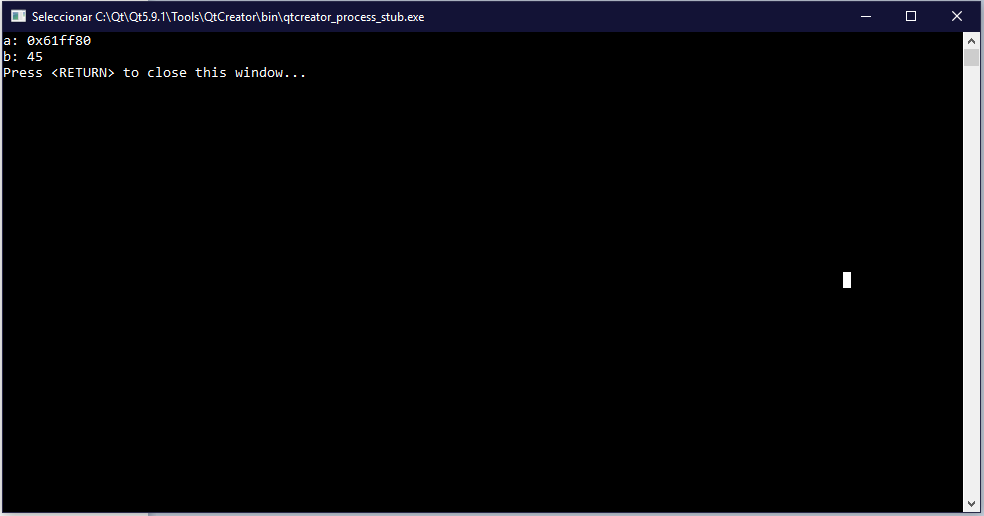 Seleccionar C:\Qt\Qt5.9.1\Tools\QtCreator\bin\qtcreator_process_stub.exe
a: 0x61ff80
b: 45
Press <RETURN> to close this window...